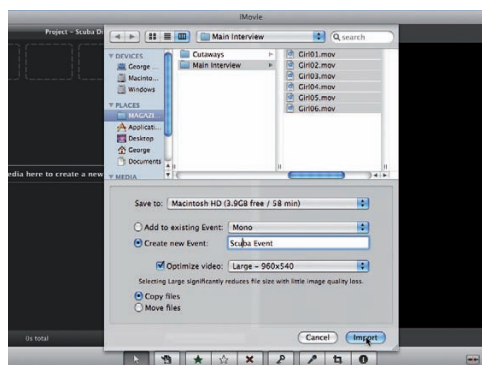 iMovie
Project - Scuba Di
Main Interview
search
DEVICES
George ...
Macinto...
Windows
PLACES
MAGAZI...
Applicati...
Desktop
George
Documents
MEDIA
Cutaways
Main Interview
Girl01.mov
Girl02.mov
Girl03.mov
Girl04.mov
Girl05.mov
Girl06.mov
edia here to create a new
Save to: Macintosh HD (3.9GB free / 58 min)
Add to existing Event: Mono
Create new Event: Scuba Event
Optimize video: Large - 960x540
Selecting Large significantly reduces file size with little image quality loss.
Copy files
Move files
0s total
Cancel Import